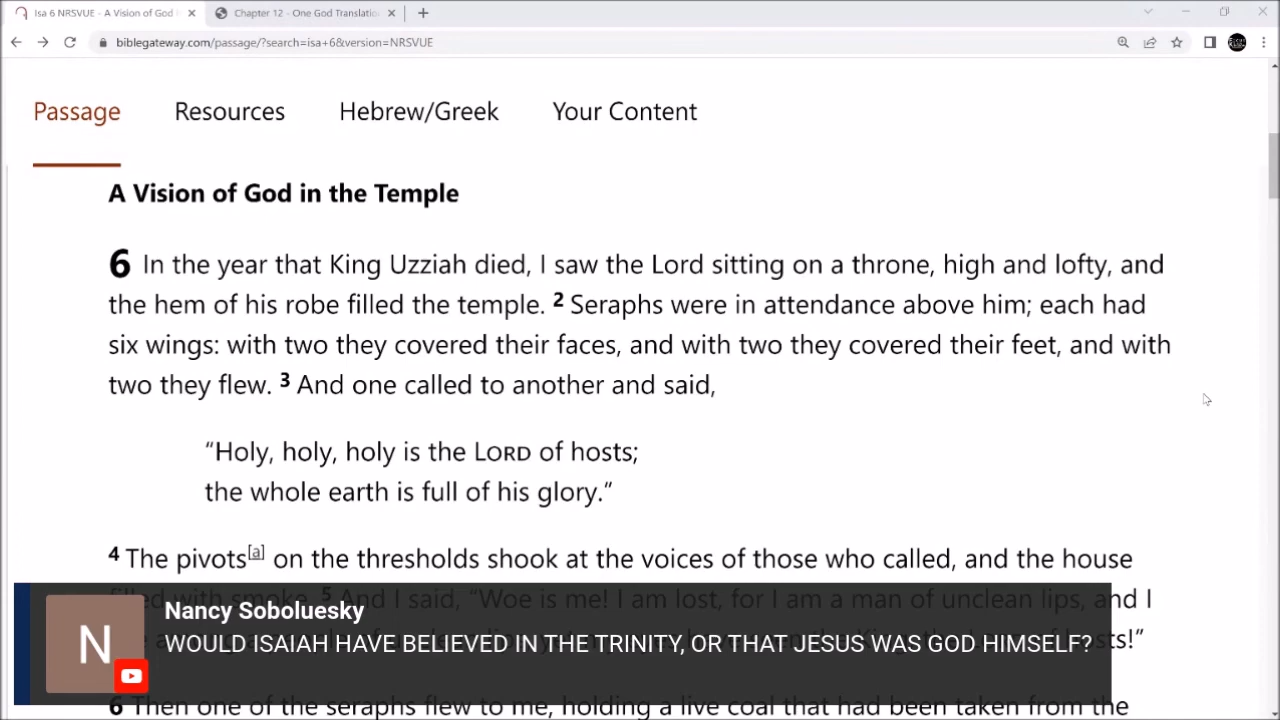 Isa 6 NRSVUE - A Vision of God
Chapter 12 - One God Translatio
biblegateway.com/passage/?search=isa+6&version=NRSVUE
Passage Resources Hebrew/Greek Your Content
A Vision of God in the Temple
6 In the year that King Uzziah died, I saw the Lord sitting on a throne, high and lofty, and
the hem of his robe filled the temple. 2 Seraphs were in attendance above him; each had
six wings: with two they covered their faces, and with two they covered their feet, and with
two they flew. 3 And one called to another and said,
“Holy, holy, holy is the LORD of hosts;
the whole earth is full of his glory.”
4 The pivots[a] on the thresholds shook at the voices of those who called, and the house
filled with smoke. 5 And I said, “Woe is me! I am lost, for I am a man of unclean lips, and I
sts!”
Nancy Soboluesky
N
WOULD ISAIAH HAVE BELIEVED IN THE TRINITY, OR THAT JESUS WAS GOD HIMSELF?
6 Then one of the seraphs flew to me, holding a live coal that had been taken from the